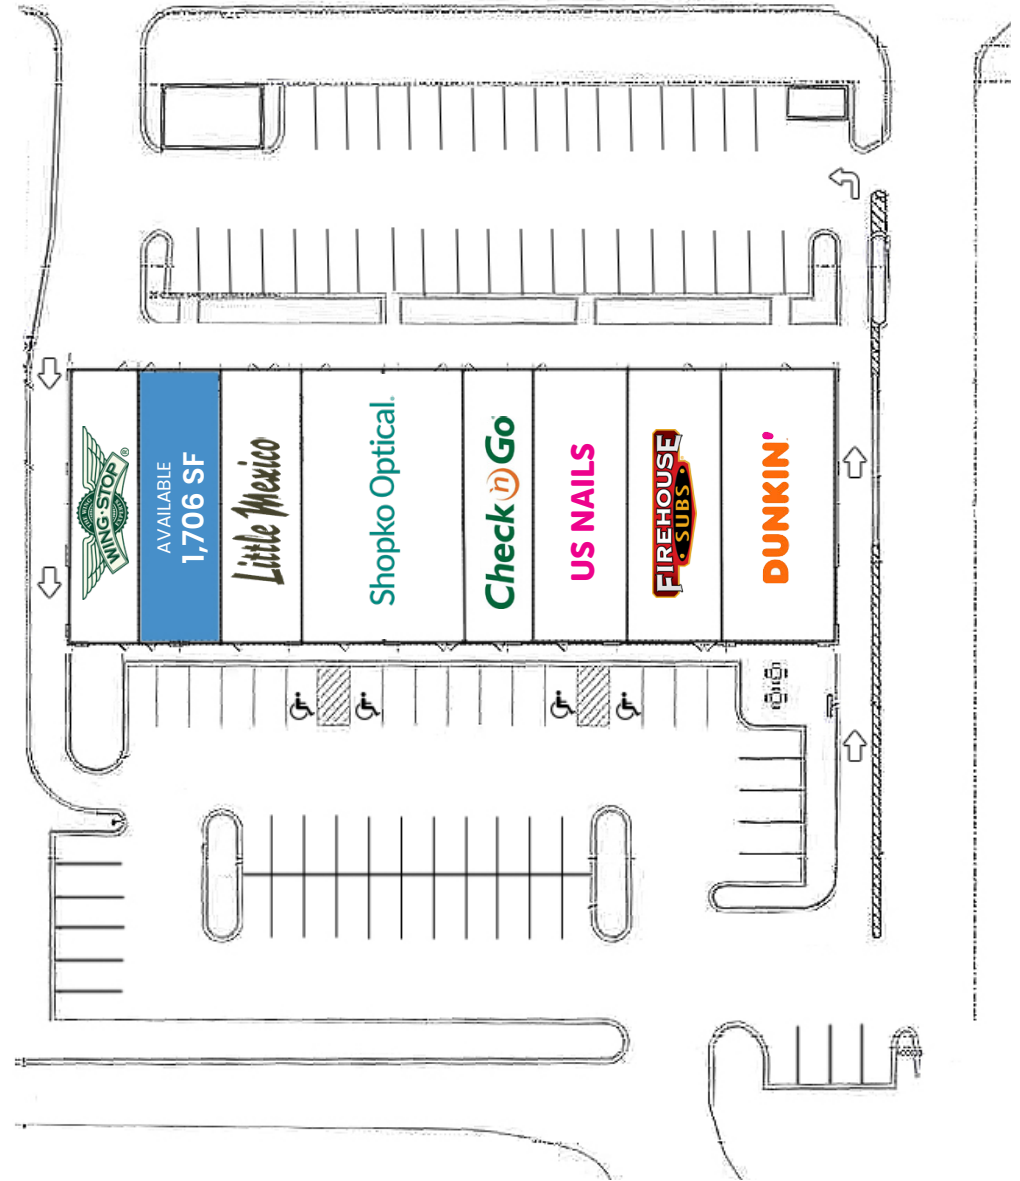 WING·STOP®
AVAILABLE
1,706 SF
Little Mexico
Shopko Optical.
Check 'n Go
US NAILS
FIREHOUSE
SUBS
DUNKIN'